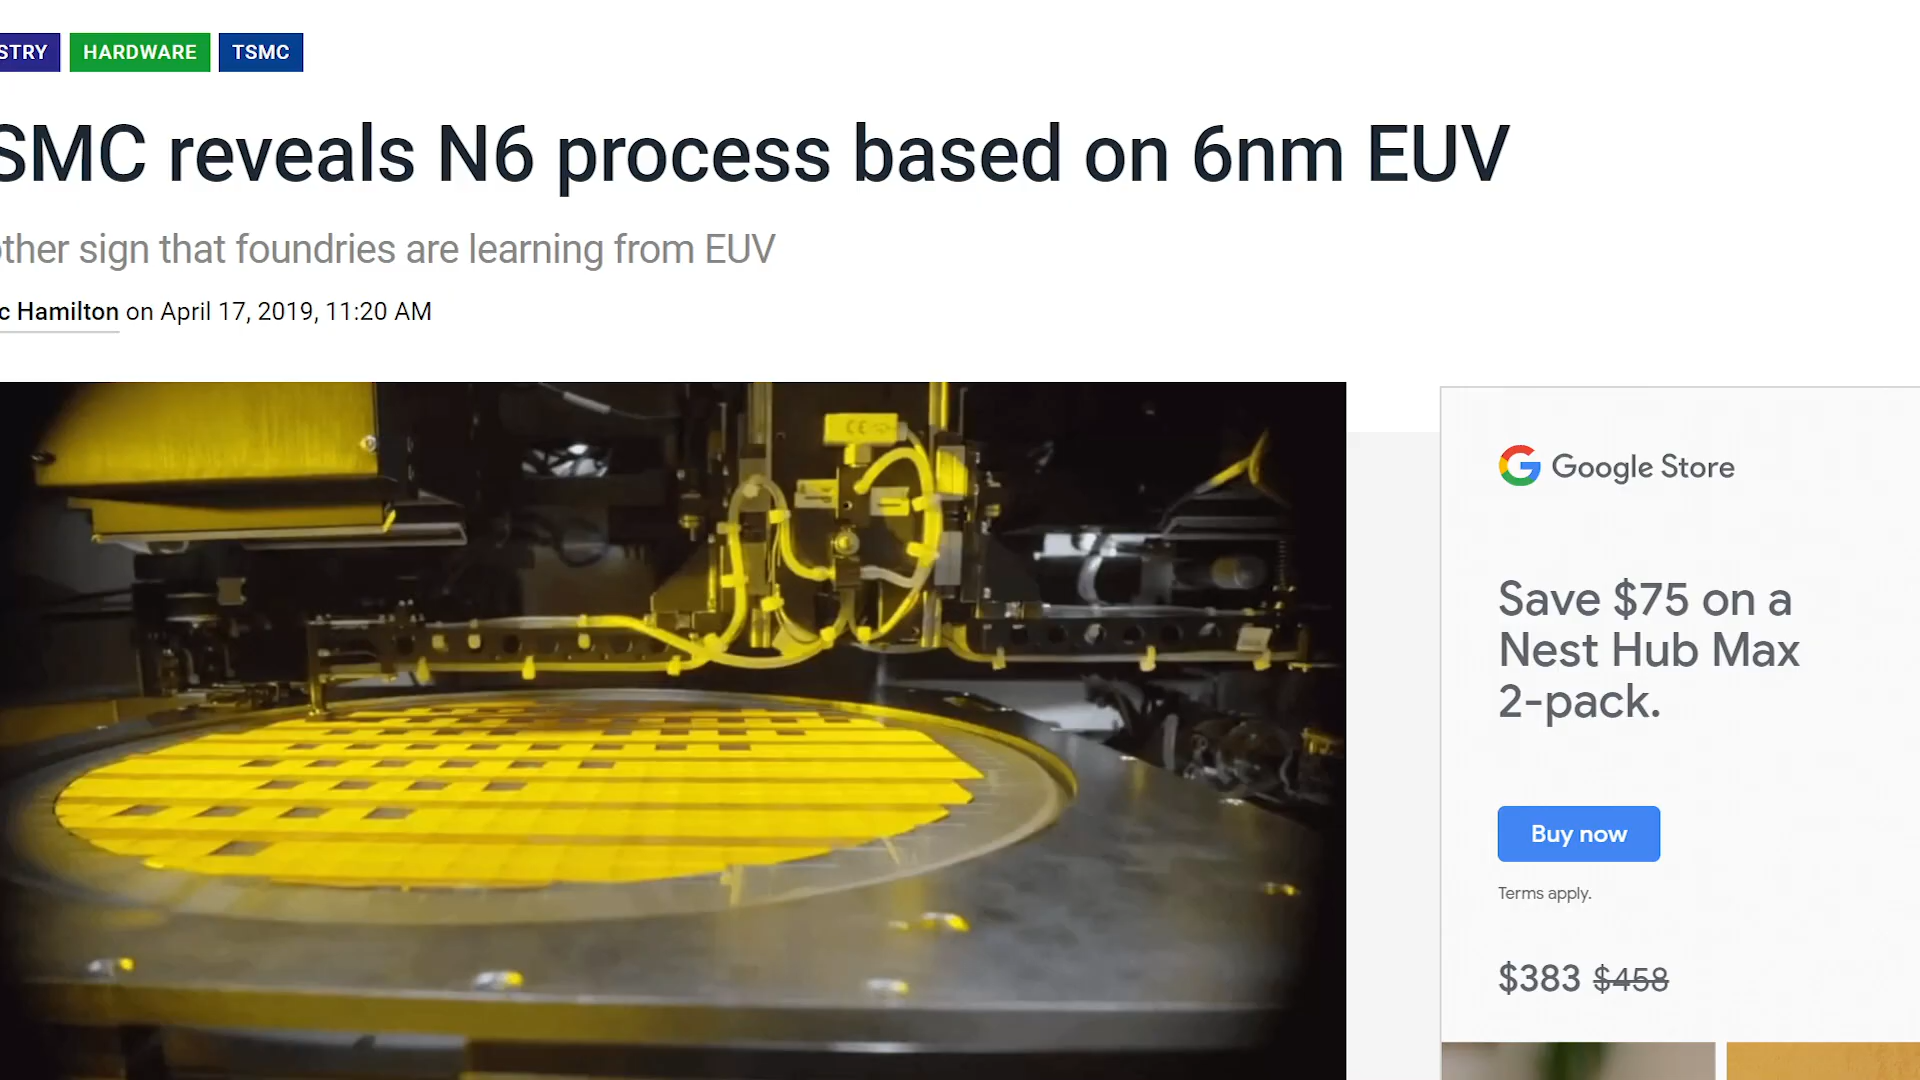 STRY HARDWARE TSMC
SMC reveals N6 process based on 6nm EUV
other sign that foundries are learning from EUV
c Hamilton on April 17, 2019, 11:20 AM
CE
Google Store
Save $75 on a
Nest Hub Max
2-pack.
Buy now
Terms apply.
$383 $458